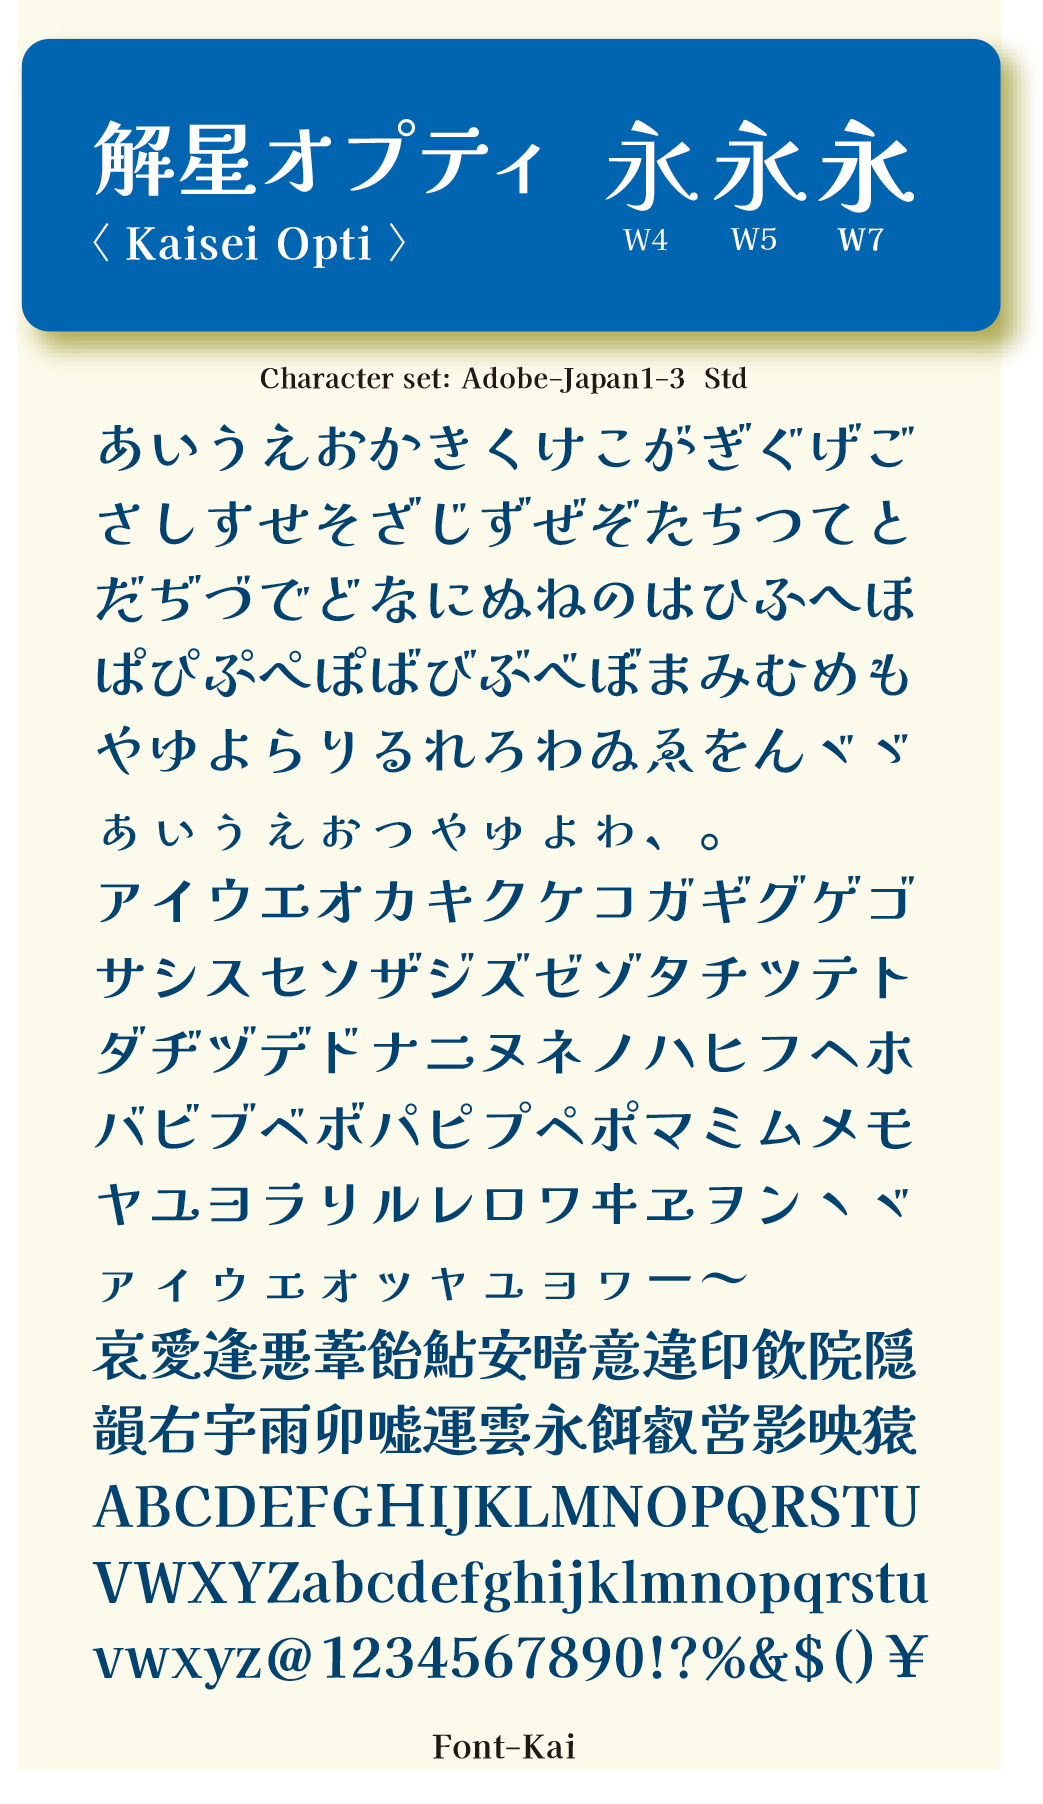 解星オプティ 永永永
〈 Kaisei Opti 〉 W4 W5 W7
Character set: Adobe-Japan1-3 Std
あいうえおかきくけこがぎぐげご
さしすせそざじずぜぞたちつてと
だぢづでどなにぬねのはひふへほ
ぱぴぷぺぽばびぶべぼまみむめも
やゆよらりるれろわゐゑをんヾゞ
ぁぃぅぇぉっゃゅょゎ、。
アイウエオカキクケコガギグゲゴ
サシスセソザジズゼゾタチツテト
ダヂヅデドナニヌネノハヒフヘホ
バビブベボパピプペポマミムメモ
ヤユヨラリルレロワヰヱヲンヽヾ
ァィゥェォッャュョヮー〜
哀愛逢悪葦飴鮎安暗意違印飲院隠
韻右宇雨卯嘘運雲永餌叡営影映猿
ABCDEFGHIJKLMNOPQRSTU
VWXYZabcdefghijklmnopqrstu
vwxyz@1234567890!?%&$()¥
Font-Kai